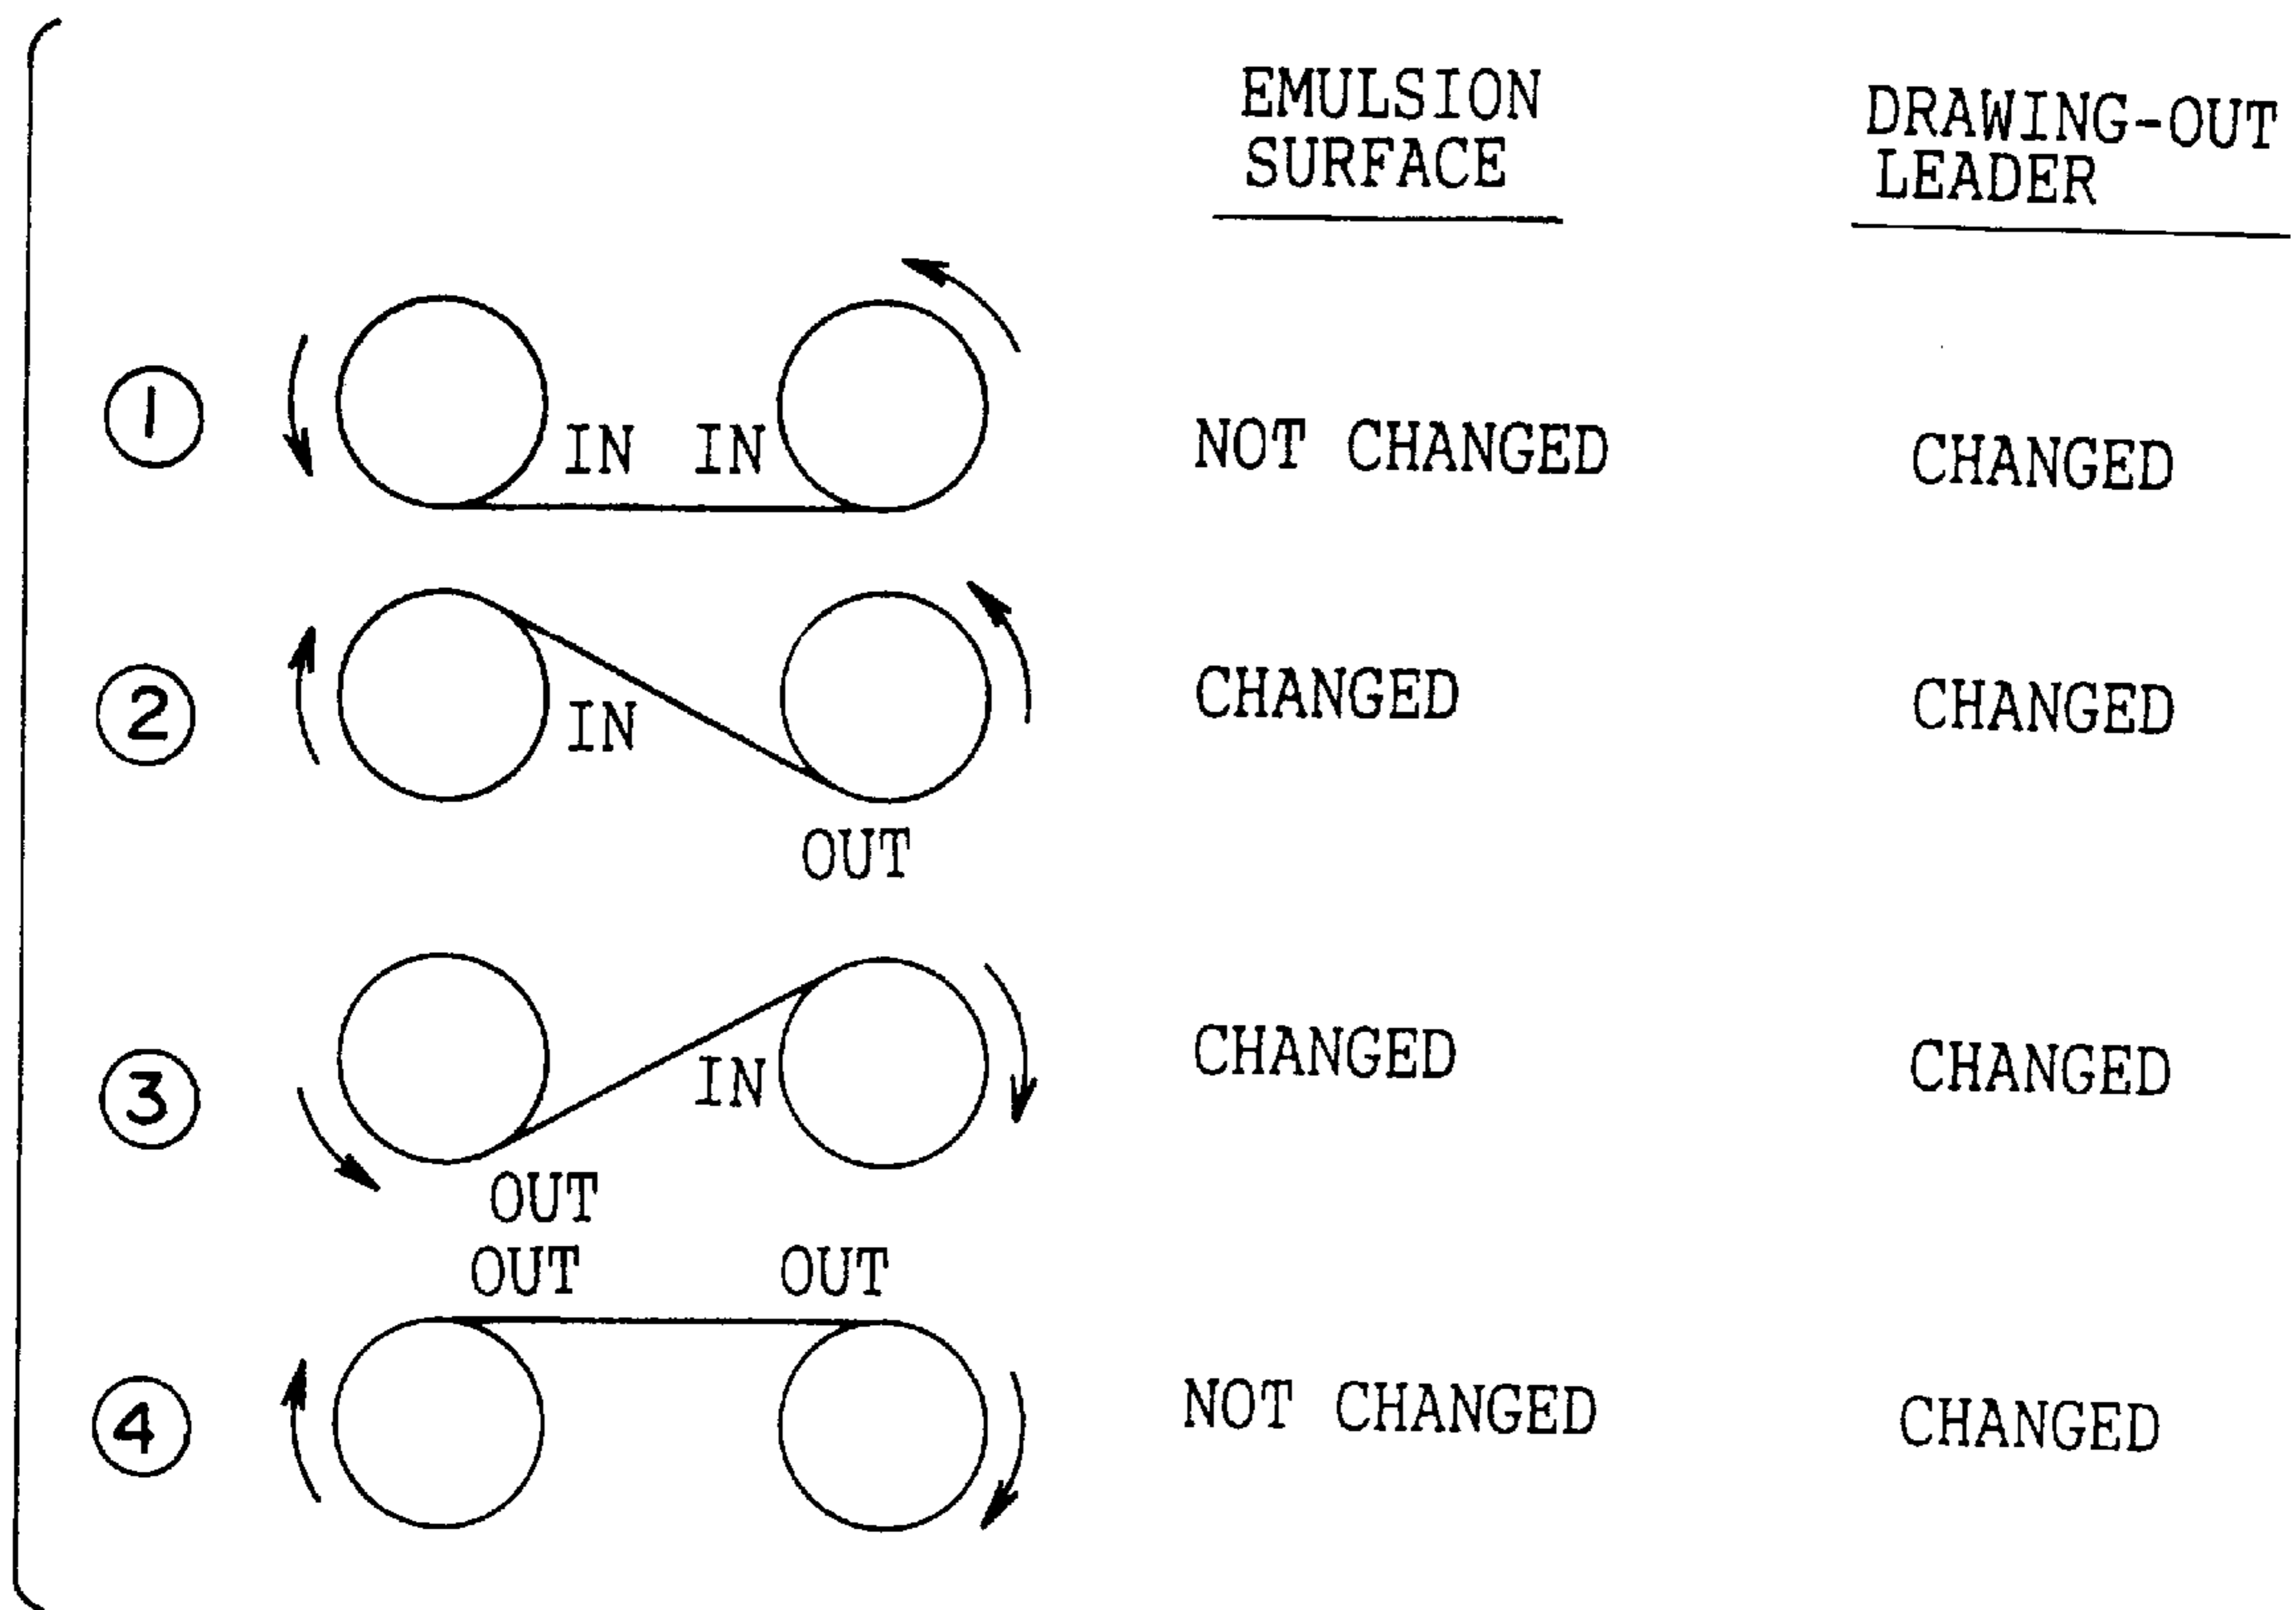 EMULSION
SURFACE
DRAWING-OUT
LEADER
1
IN IN
NOT CHANGED
CHANGED
2
IN
OUT
CHANGED
CHANGED
3
OUT
IN
CHANGED
CHANGED
4
OUT OUT
NOT CHANGED
CHANGED